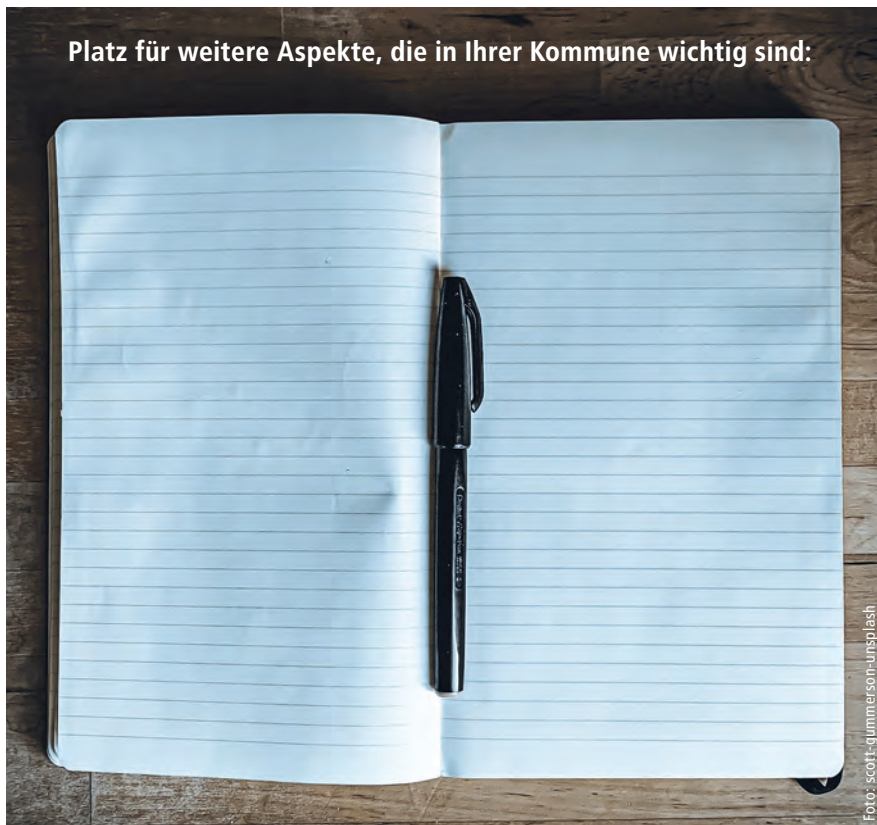 Platz für weitere Aspekte, die in Ihrer Kommune wichtig sind:
Foto: scott-gummerson-unsplash